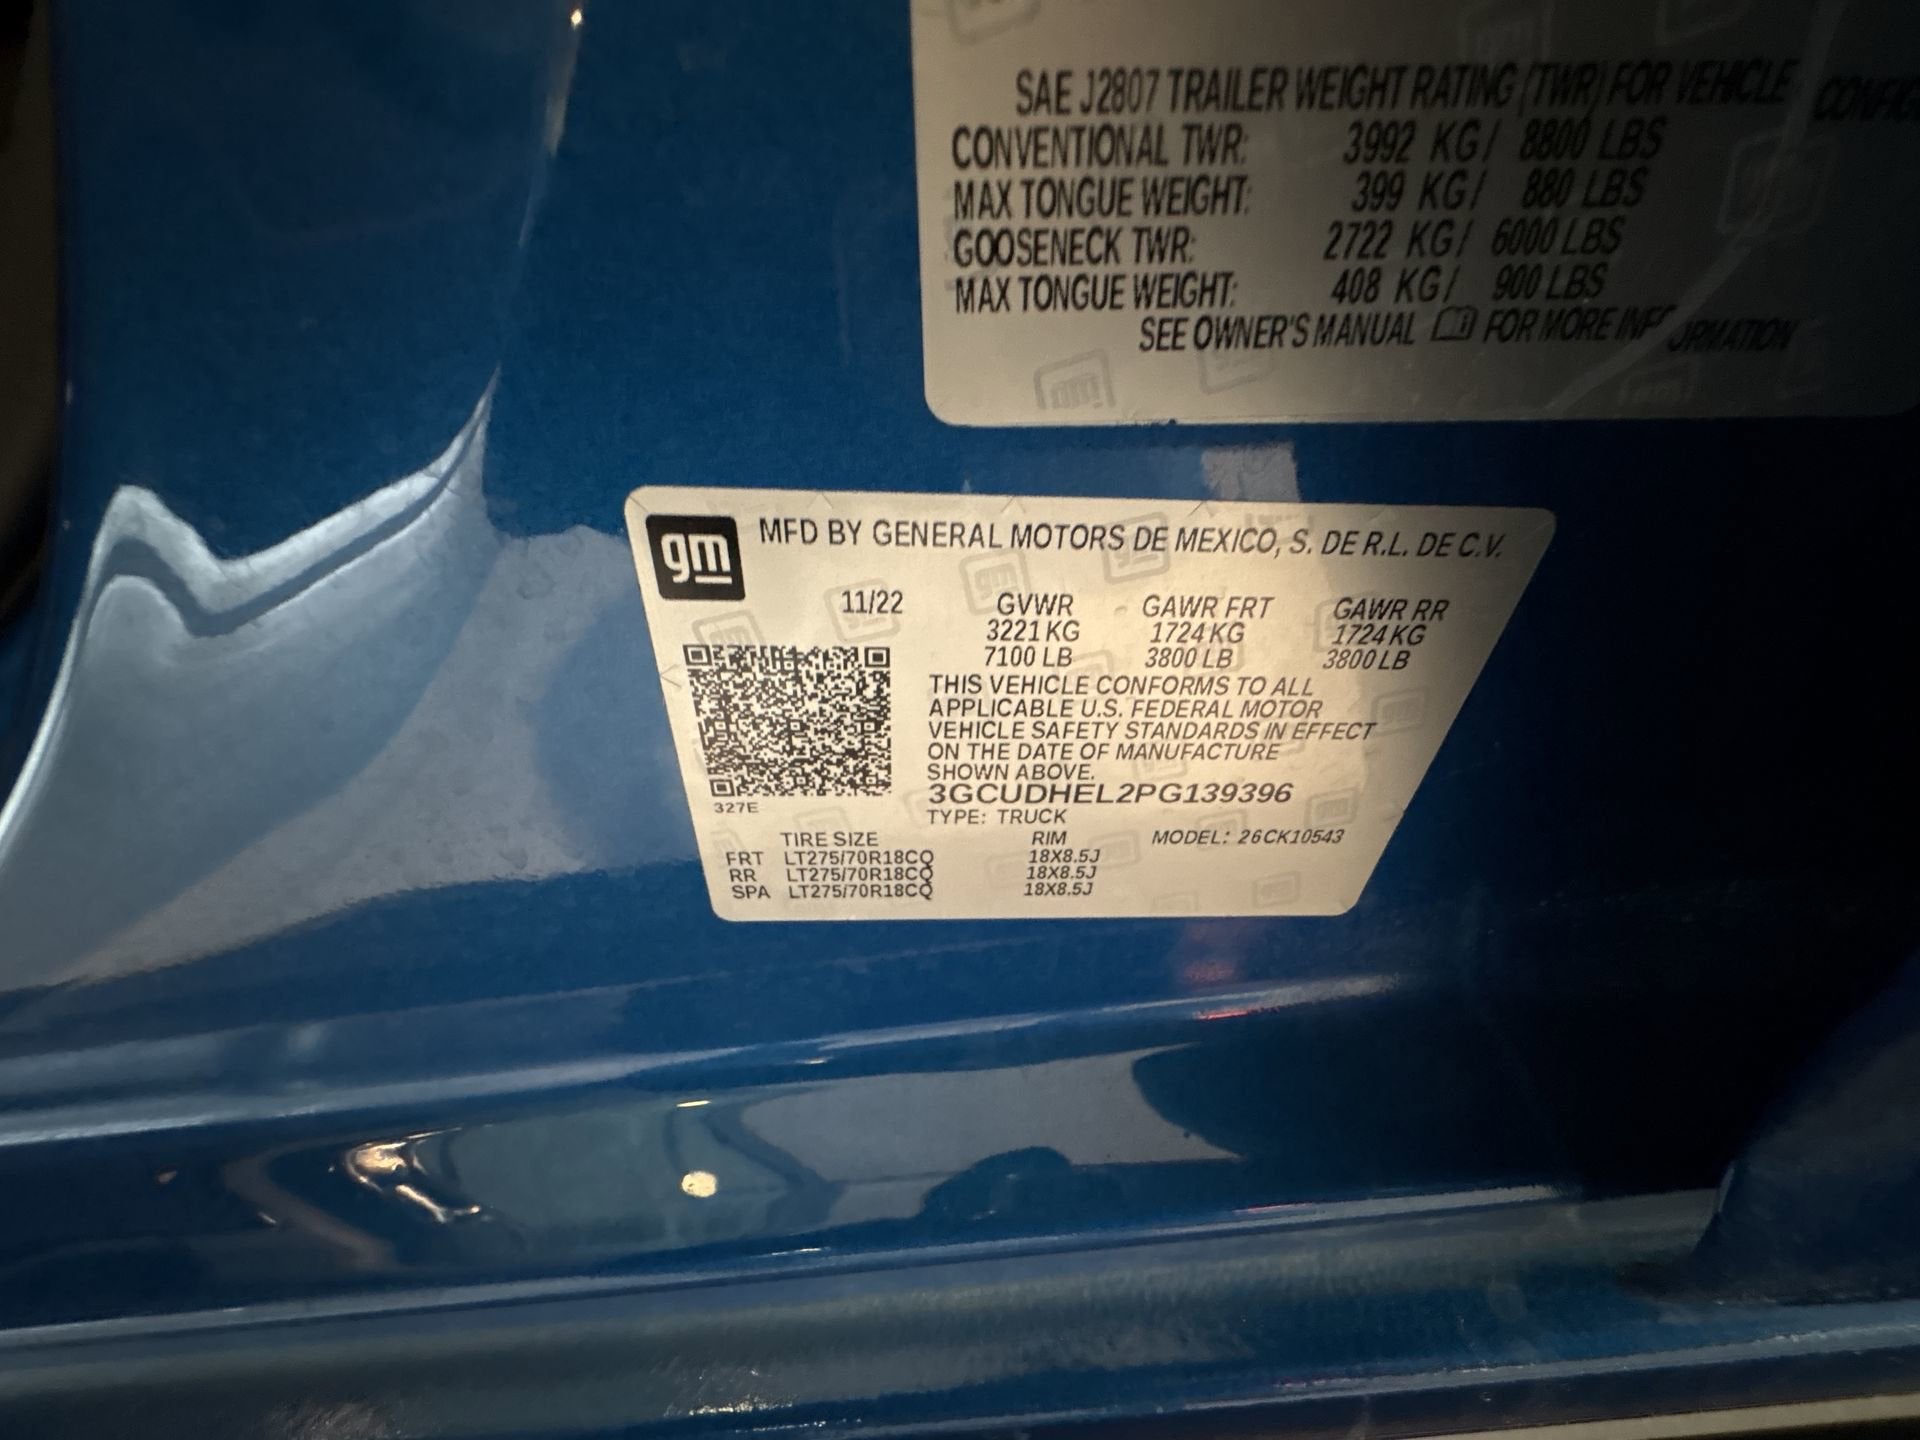 SAE J2807 TRAILER WEIGHT RATING (TWR) FOR VEHICLE
CONVENTIONAL TWR: 3992 KG/ 8800 LBS
MAX TONGUE WEIGHT: 399 KG/ 880 LBS
GOOSENECK TWR: 2722 KG/ 6000 LBS
MAX TONGUE WEIGHT: 408 KG/ 900 LBS
SEE OWNER'S MANUAL FOR MORE INFORMATION
gm MFD BY GENERAL MOTORS DE MEXICO, S. DE R.L. DE C.V.
11/22 GVWR GAWR FRT GAWR RR
3221 KG 1724 KG 1724 KG
7100 LB 3800 LB 3800 LB
THIS VEHICLE CONFORMS TO ALL
APPLICABLE U.S. FEDERAL MOTOR
VEHICLE SAFETY STANDARDS IN EFFECT
ON THE DATE OF MANUFACTURE
SHOWN ABOVE.
3GCUDHEL2PG139396
327E
TYPE: TRUCK
TIRE SIZE RIM MODEL: 26CK10543
FRT LT275/70R18CQ 18X8.5J
RR LT275/70R18CQ 18X8.5J
SPA LT275/70R18CQ 18X8.5J